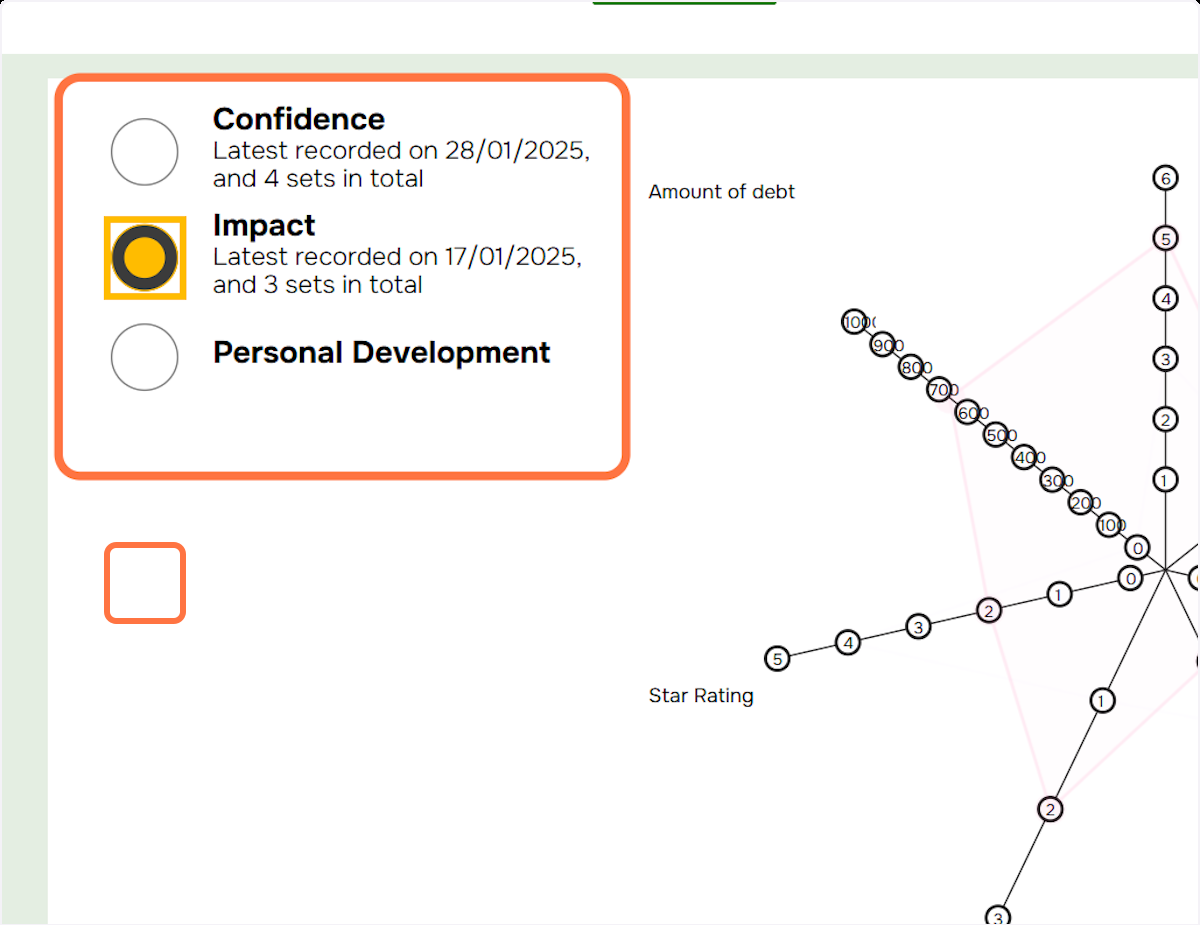 Confidence
Latest recorded on 28/01/2025,
and 4 sets in total
Impact
Latest recorded on 17/01/2025,
and 3 sets in total
Personal Development
Amount of debt
6
5
4
3
2
1
900
800
700
600
500
400
300
200
100
0
0
1
2
3
4
5
Star Rating
1
2
3